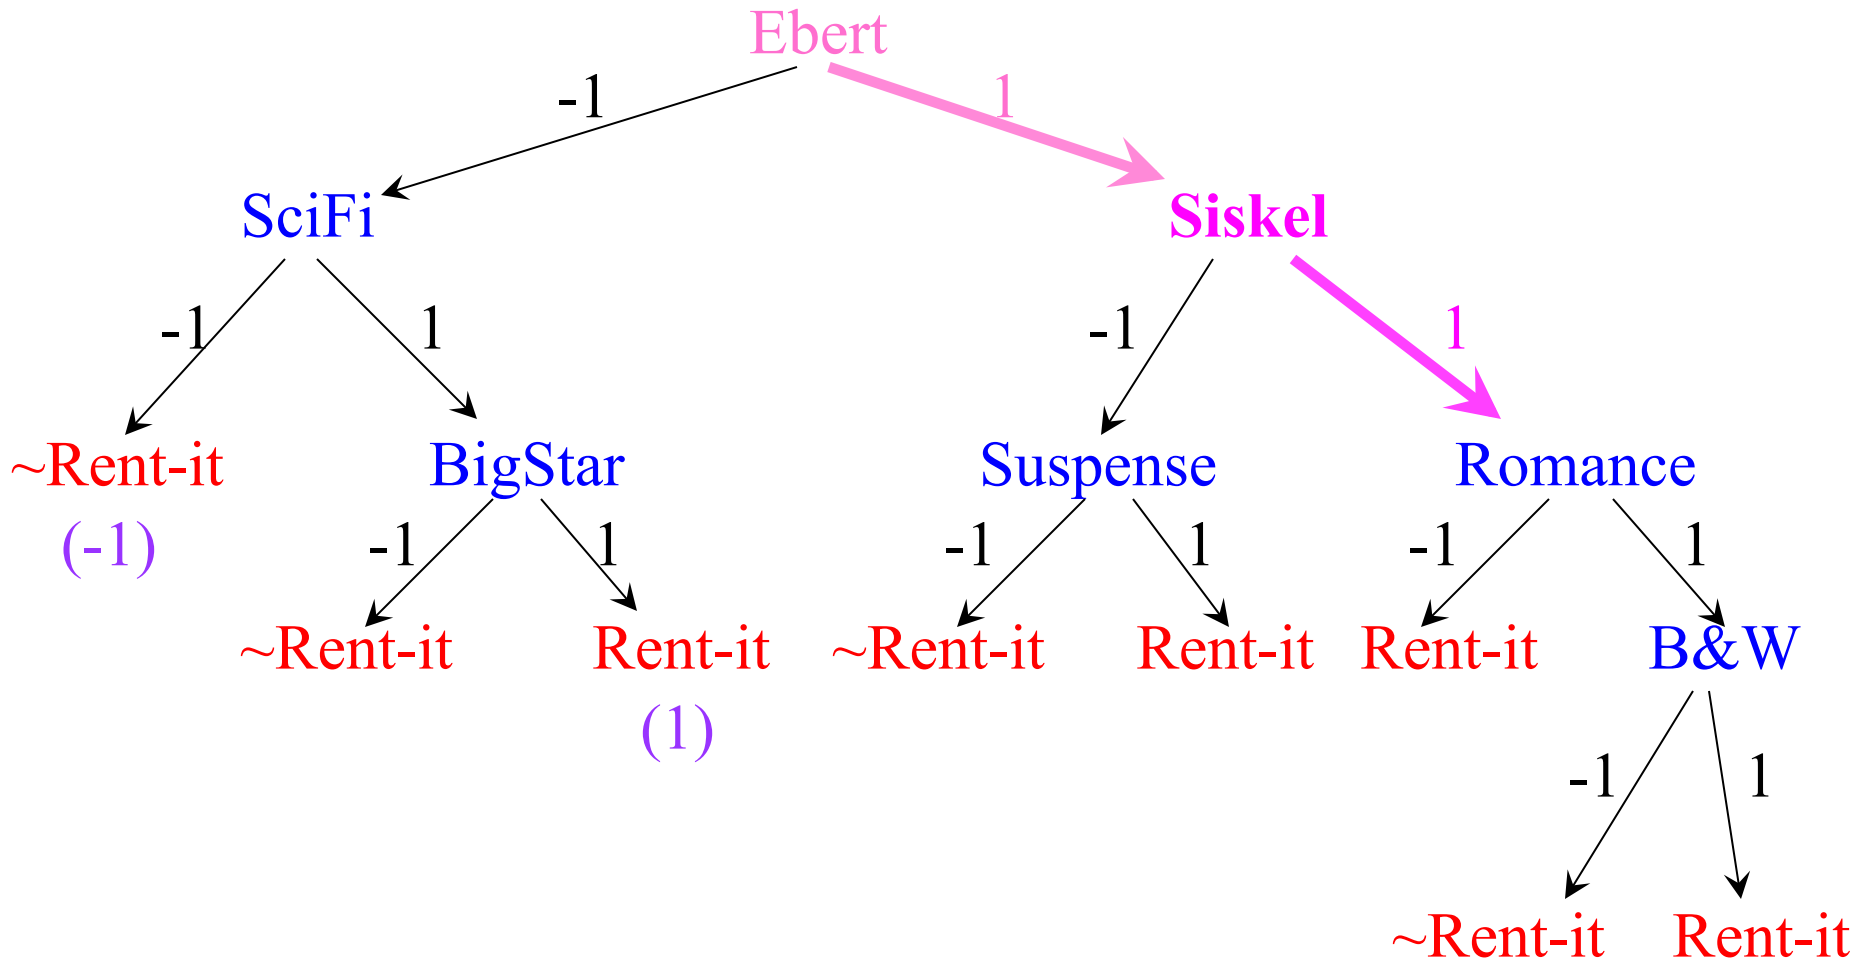 Ebert
-1 1
SciFi Siskel
-1 1 -1 1
~Rent-it BigStar Suspense Romance
(-1) -1 1 -1 1 -1 1
~Rent-it Rent-it ~Rent-it Rent-it Rent-it B&W
(1)
-1 1
~Rent-it Rent-it